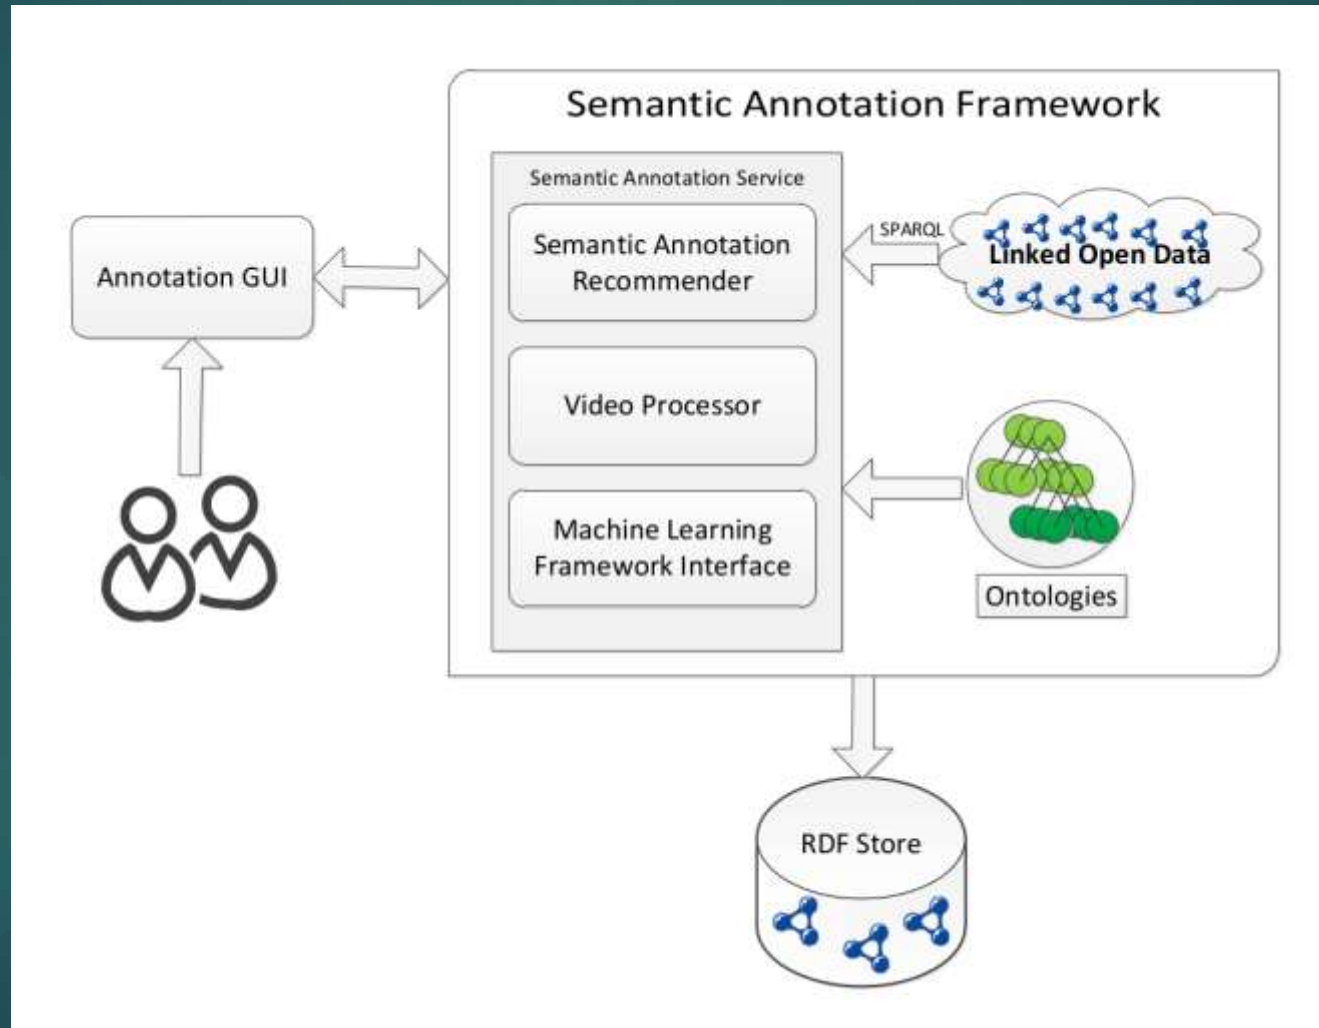 Semantic Annotation Framework
Semantic Annotation Service
Semantic Annotation
Recommender
SPARQL
Linked Open Data
Annotation GUI
Video Processor
Machine Learning
Framework Interface
Ontologies
RDF Store